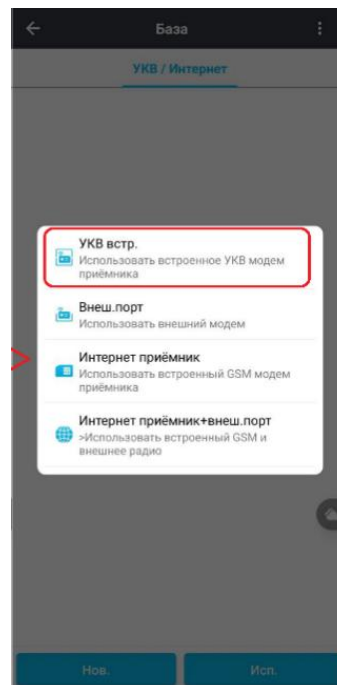 База
УКВ / Интернет
УКВ встр.
Использовать встроенное УКВ модем
приёмника
Внеш.порт
Использовать внешний модем
Интернет приёмник
Использовать встроенный GSM модем
приёмника
Интернет приёмник+внеш.порт
>Использовать встроенный GSM и
внешнее радио
Нов.
Исп.